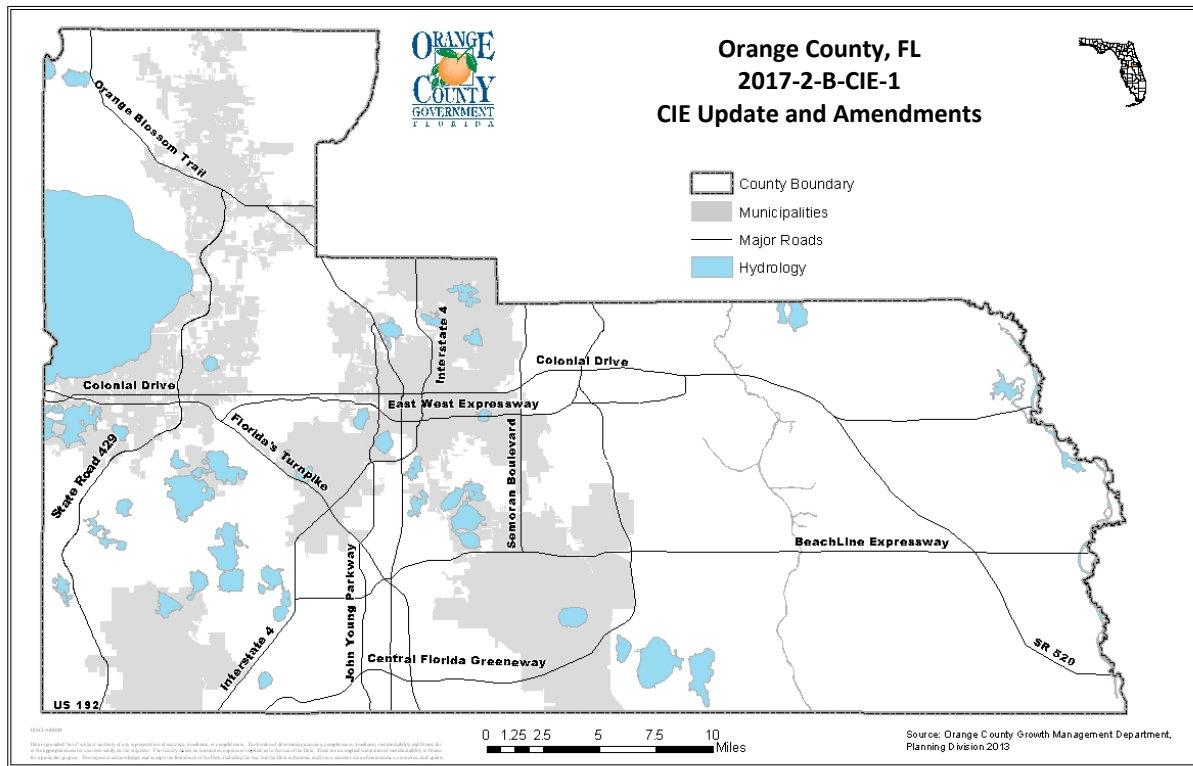 Orange County, FL
2017-2-B-CIE-1
CIE Update and Amendments
ORANGE
COUNTY
GOVERNMENT
FLORIDA
County Boundary
Municipalities
Major Roads
Hydrology
Orange Blossom Trail
Interstate 4
Colonial Drive
Colonial Drive
East West Expressway
Florida's Turnpike
State Road 429
Semoran Boulevard
BeachLine Expressway
John Young Parkway
Interstate 4
Central Florida Greeneway
SR 520
US 192
DISCLAIMER
0 1.25 2.5 5 7.5 10
Miles
Source: Orange County Growth Management Department,
Planning Division